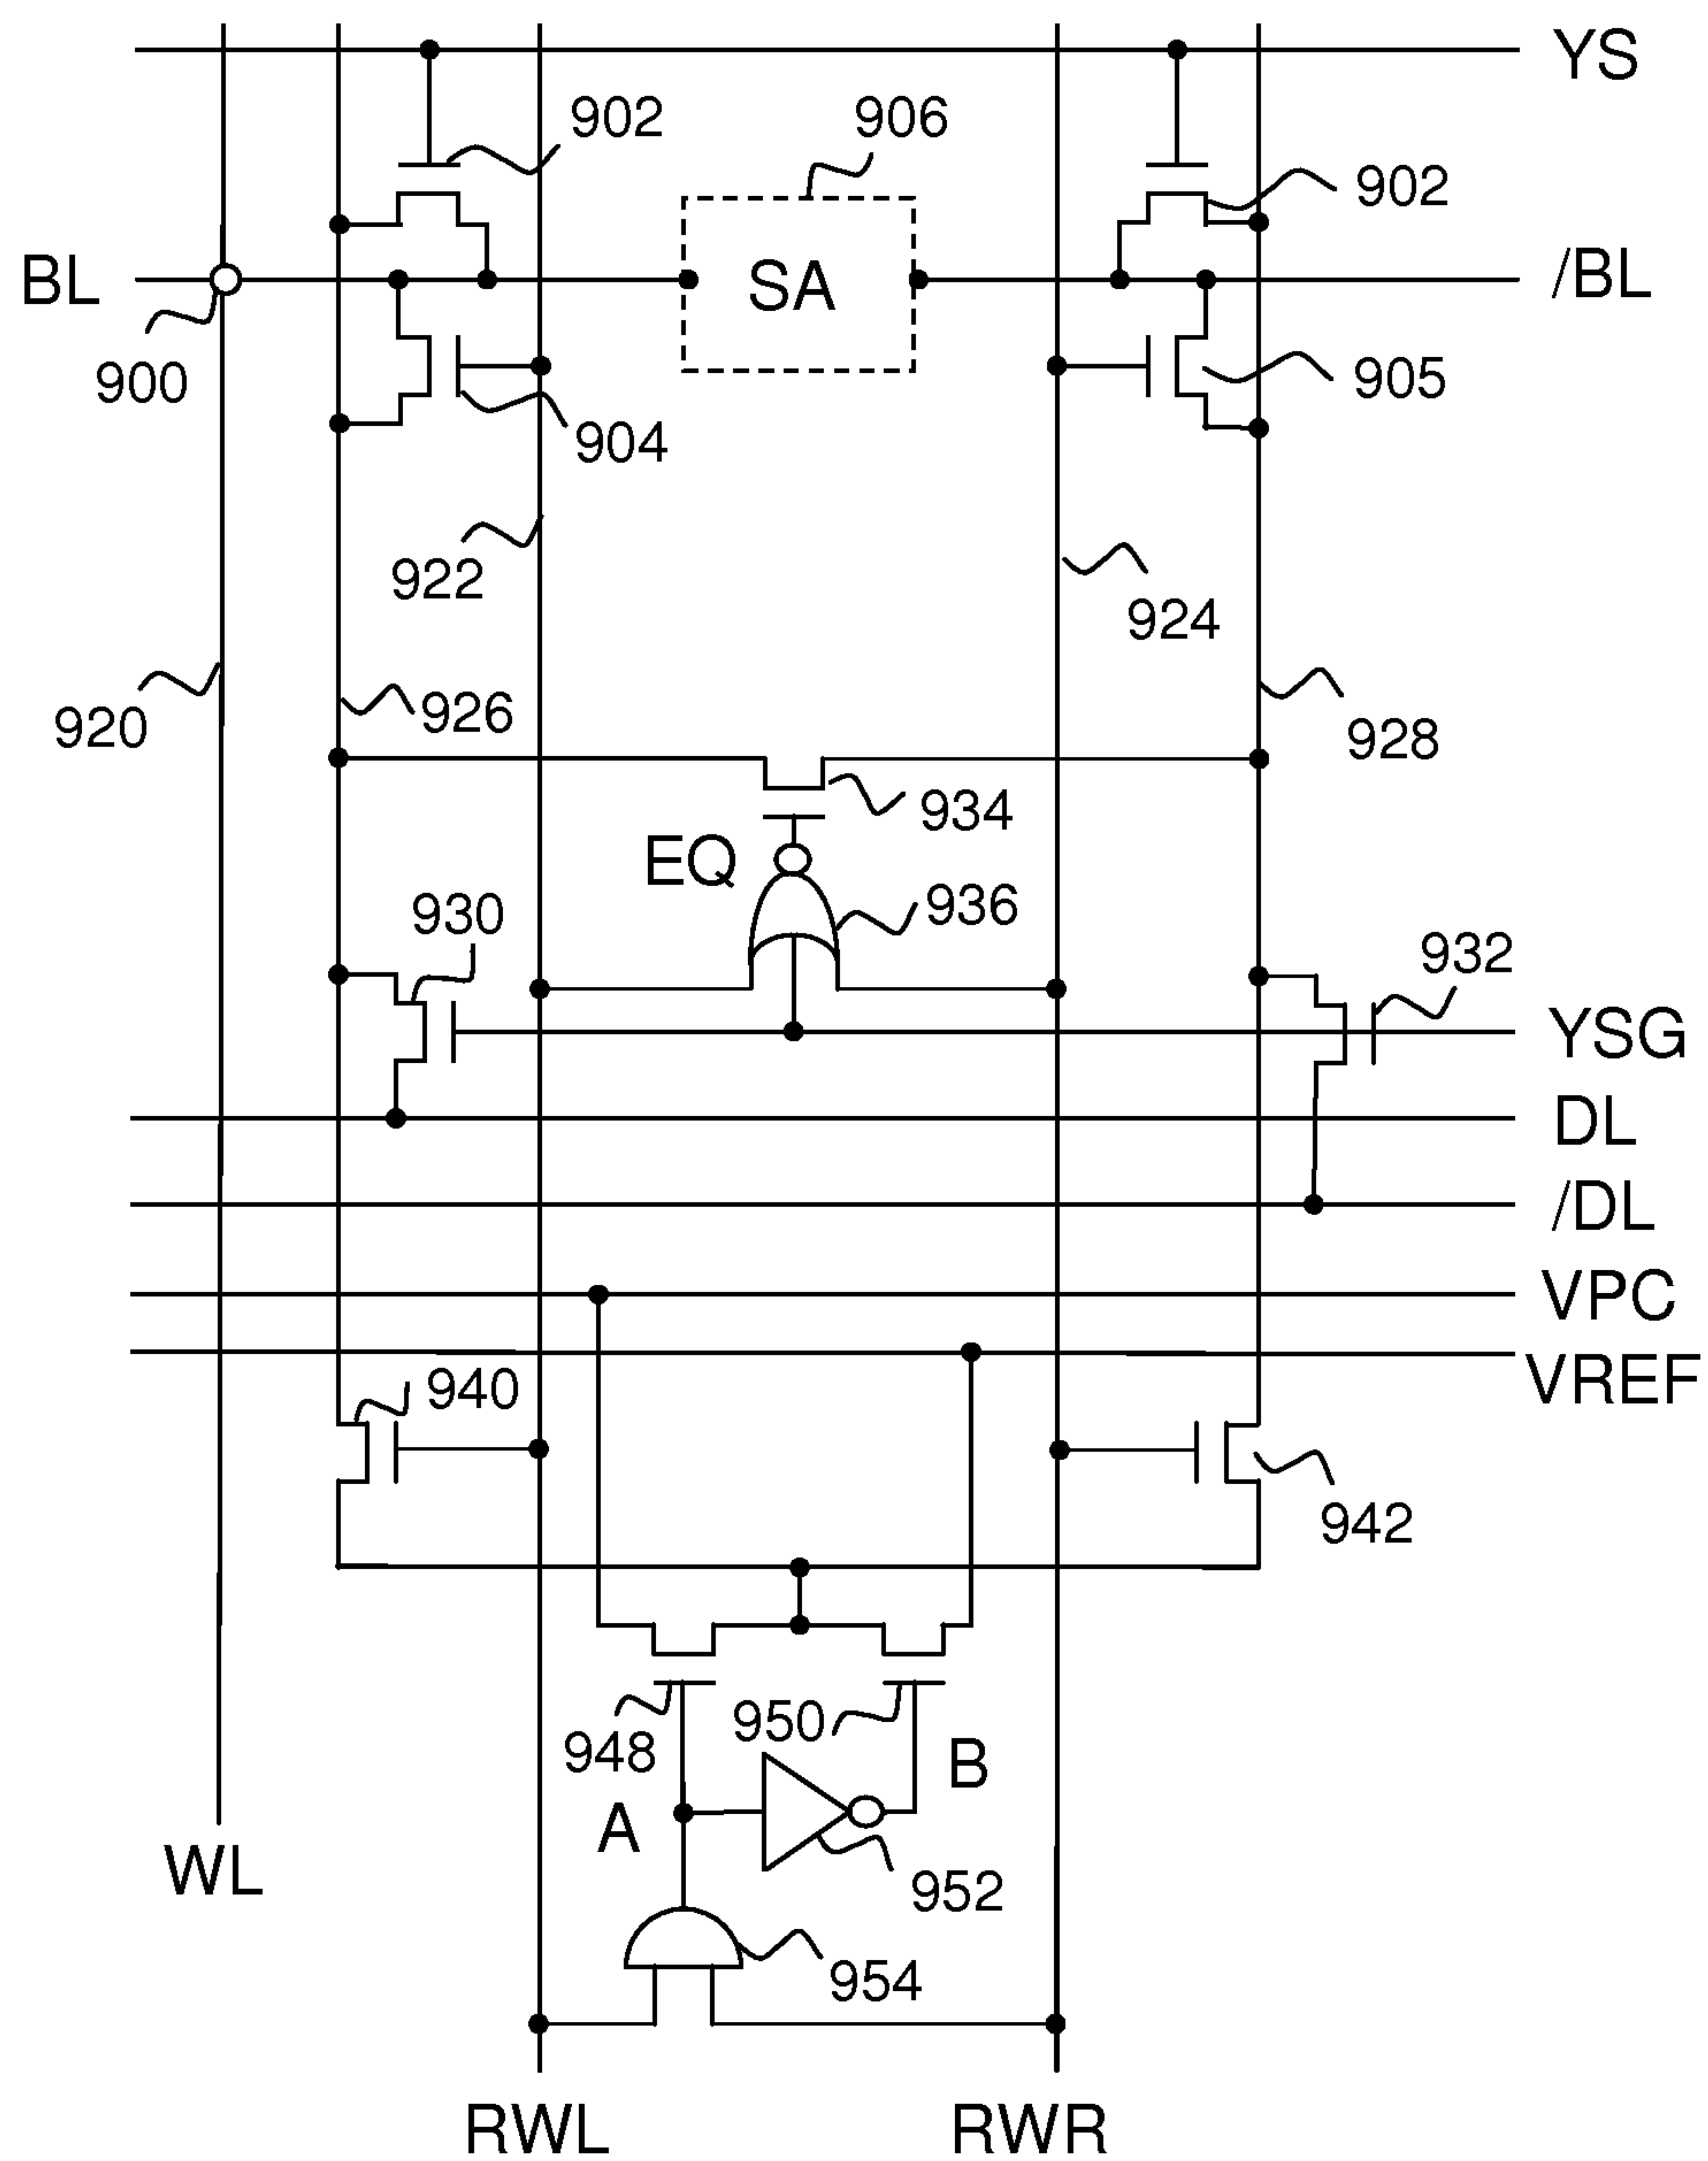 YS
902
906
902
BL
SA
/BL
900
904
905
922
924
920
926
928
934
EQ
936
930
932
YSG
DL
/DL
VPC
VREF
940
942
948
950
B
A
952
WL
954
RWL
RWR